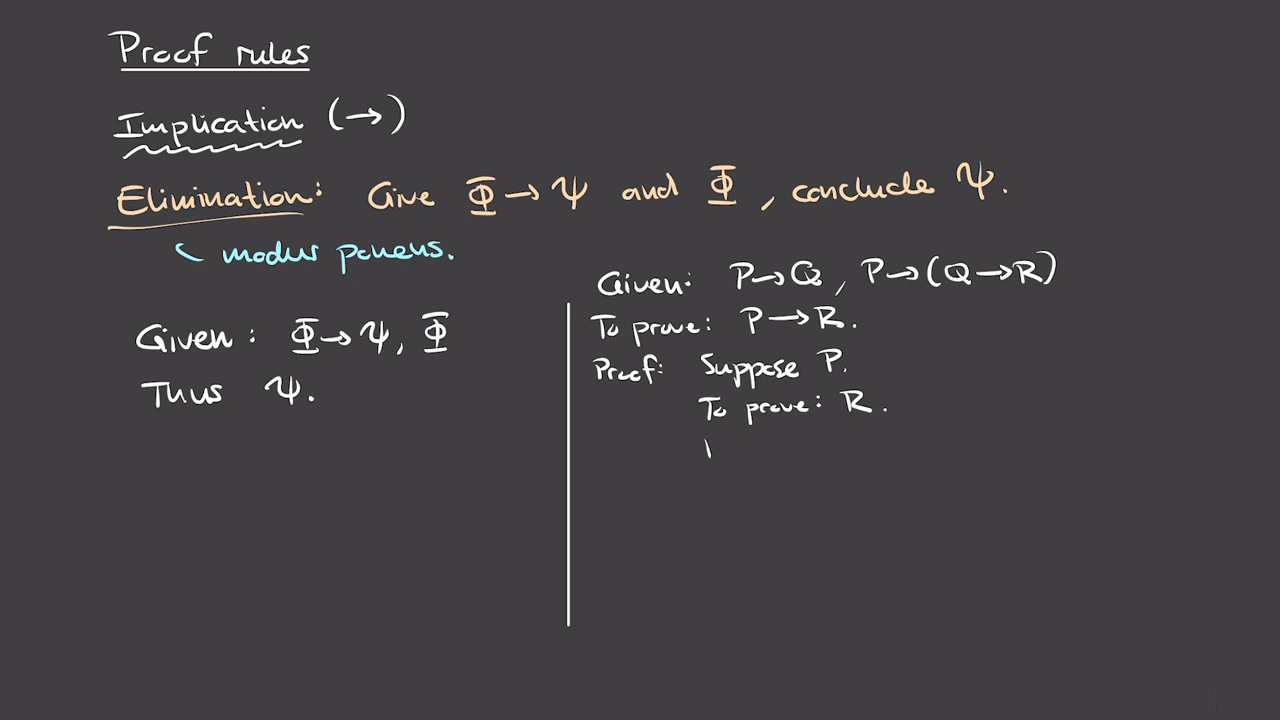 Proof rules
Implication (→)
Elimination: Give Φ→Ψ and Φ, conclude Ψ.
modus ponens.
Given: Φ→Ψ, Φ
Thus Ψ.
Given: P→Q, P→(Q→R)
To prove: P→R.
Proof: Suppose P.
To prove: R.